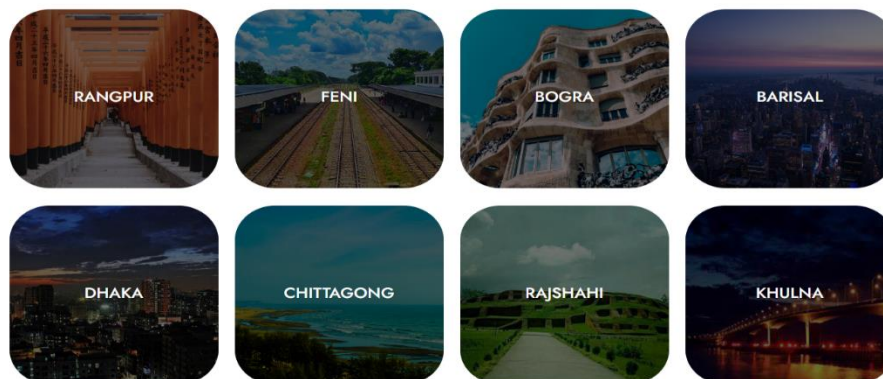 RANGPUR
FENI
BOGRA
BARISAL
DHAKA
CHITTAGONG
RAJSHAHI
KHULNA